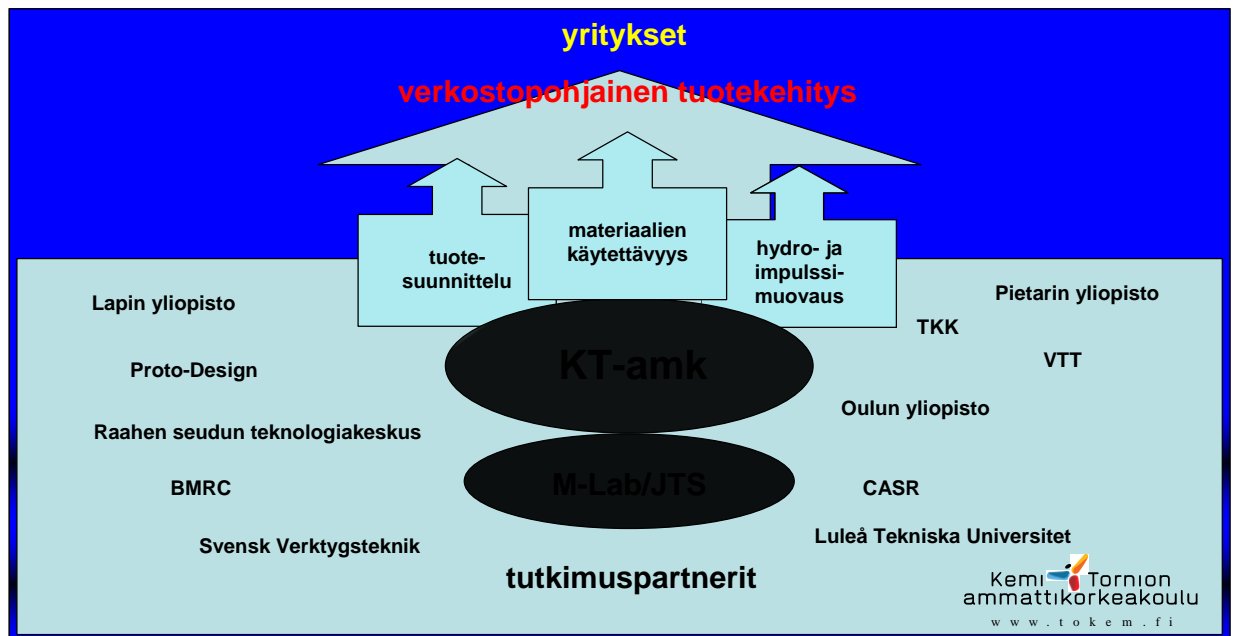 yritykset
verkostopohjainen tuotekehitys
tuote-
suunnittelu
materiaalien
käytettävyys
hydro- ja
impulssi-
muovaus
Lapin yliopisto
Proto-Design
Raahen seudun teknologiakeskus
BMRC
Svensk Verktygsteknik
KT-amk
M-Lab/JTS
tutkimuspartnerit
Pietarin yliopisto
TKK
VTT
Oulun yliopisto
CASR
Luleå Tekniska Universitet
Kemi Tornion
ammattikorkeakoulu
www.tokem.fi